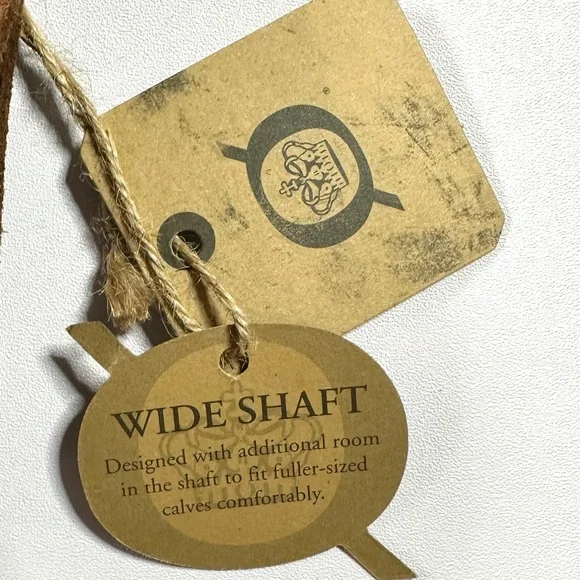 WIDE SHAFT
Designed with additional room
in the shaft to fit fuller-sized
calves comfortably.